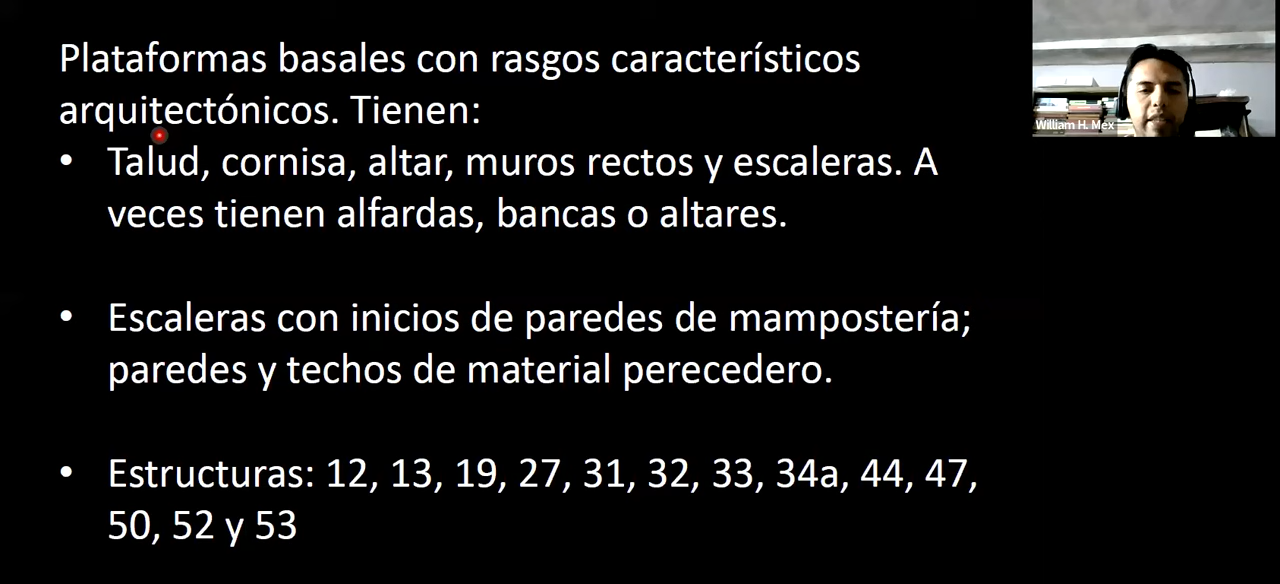 Plataformas basales con rasgos característicos
arquitectónicos. Tienen:
• Talud, cornisa, altar, muros rectos y escaleras. A
veces tienen alfardas, bancas o altares.
• Escaleras con inicios de paredes de mampostería;
paredes y techos de material perecedero.
• Estructuras: 12, 13, 19, 27, 31, 32, 33, 34a, 44, 47,
50, 52 y 53
William H. Mex